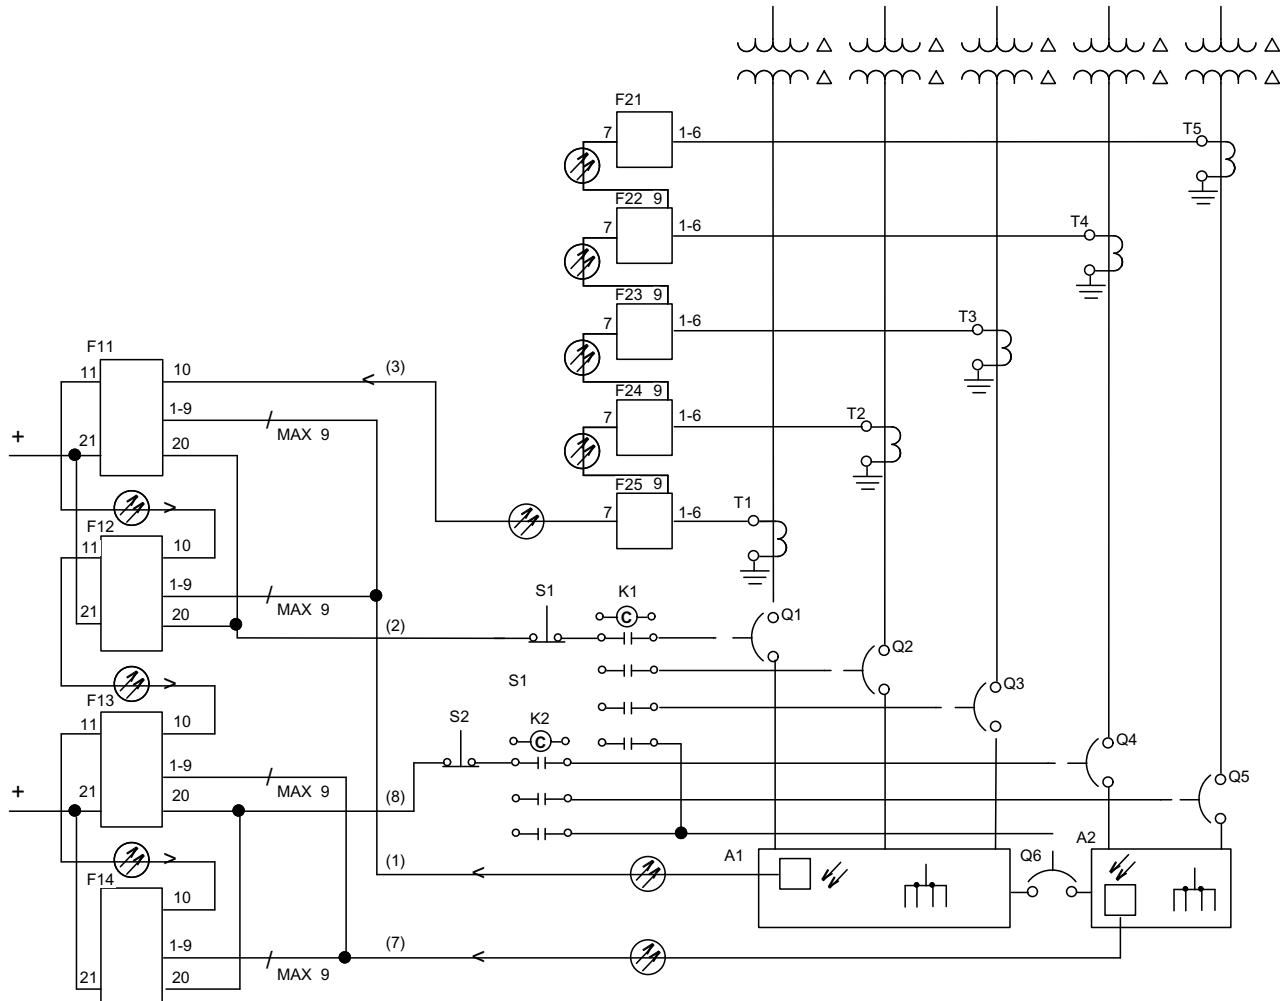 F21
7 1-6
T5
F22 9
7 1-6
T4
F23 9
7 1-6
T3
F24 9
7 1-6
T2
F25 9
7 1-6
T1
F11
11 10
(3)
1-9
MAX 9
+
21 20
F12
11 10
1-9
MAX 9
21 20
(2)
S1
K1
C
Q1
Q2
S1
Q3
F13
11 10
S2
K2
C
Q4
1-9
MAX 9
+
21 20
(8)
Q5
A1
Q6
A2
F14
10
(1)
1-9
MAX 9
(7)
21 20